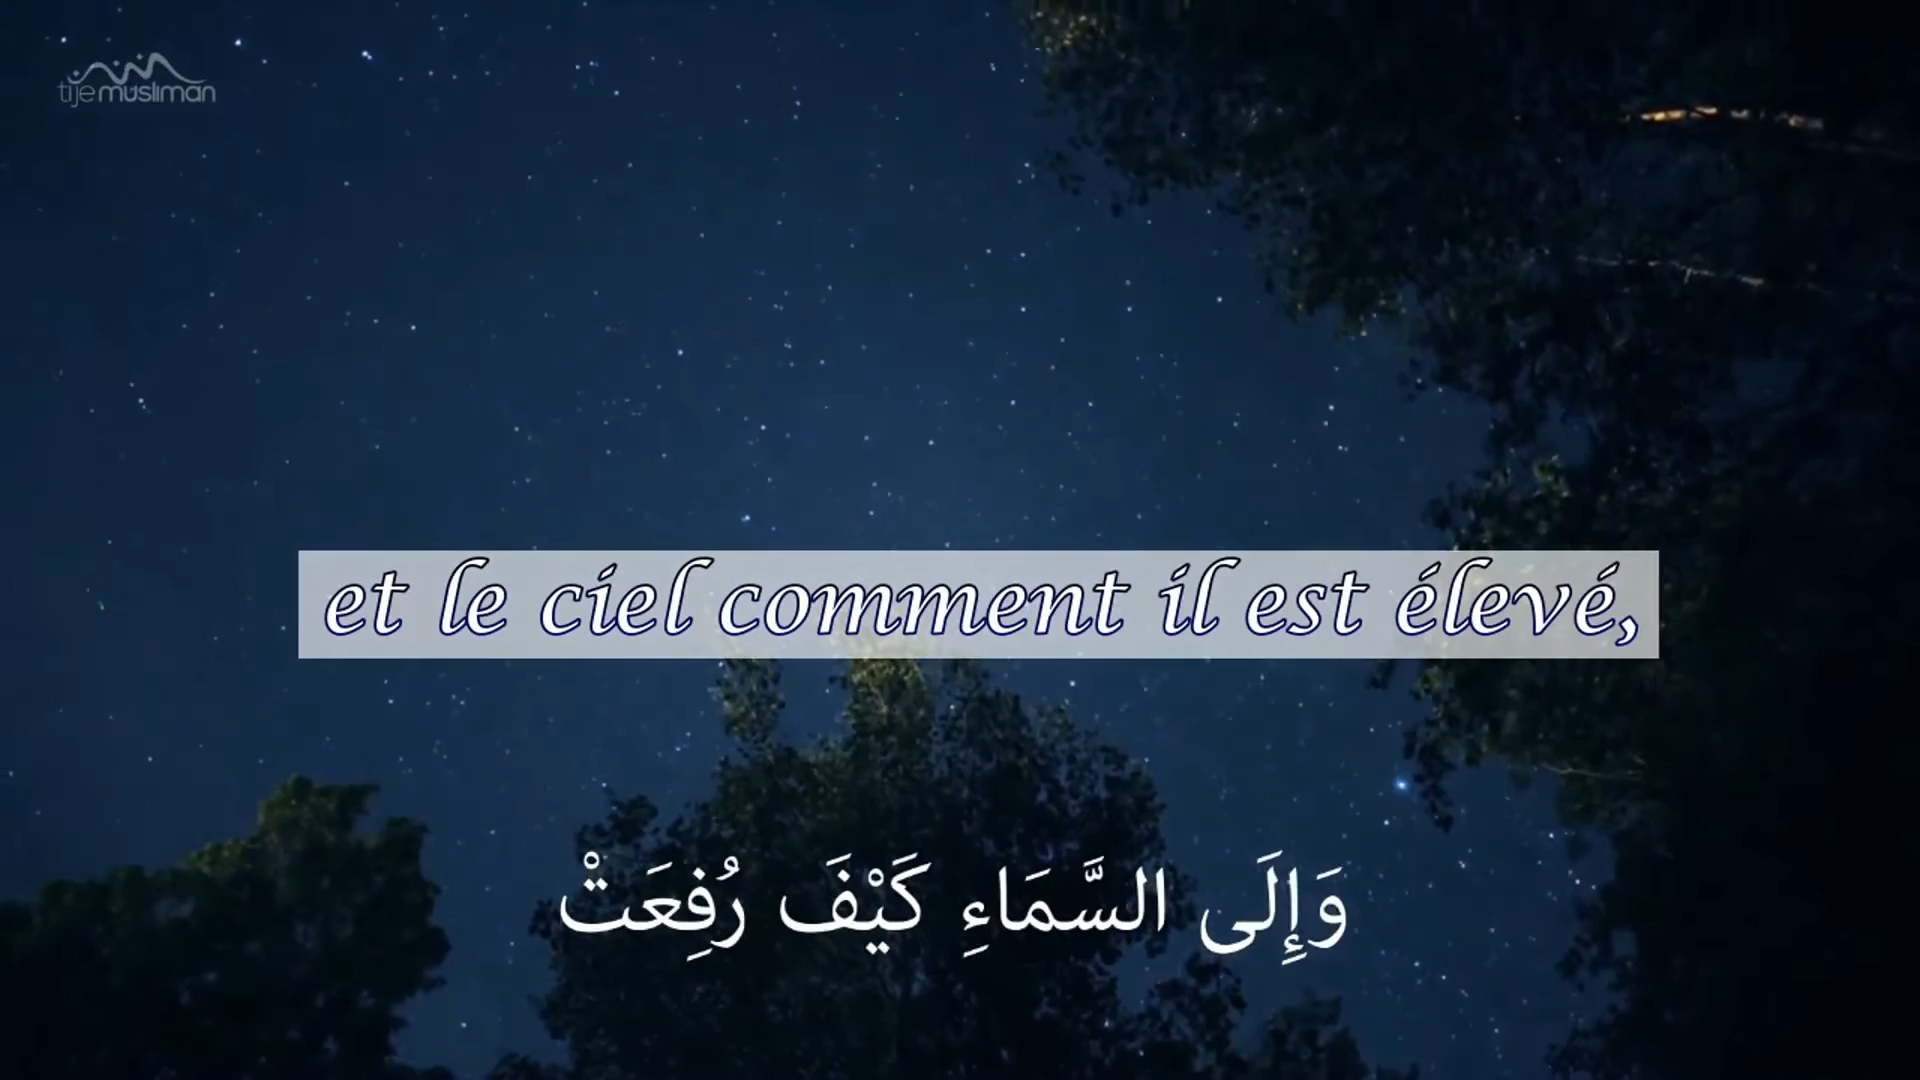 tijemusliman
et le ciel comment il est élevé,
وَإِلَى السَّمَاءِ كَيْفَ رُفِعَتْ